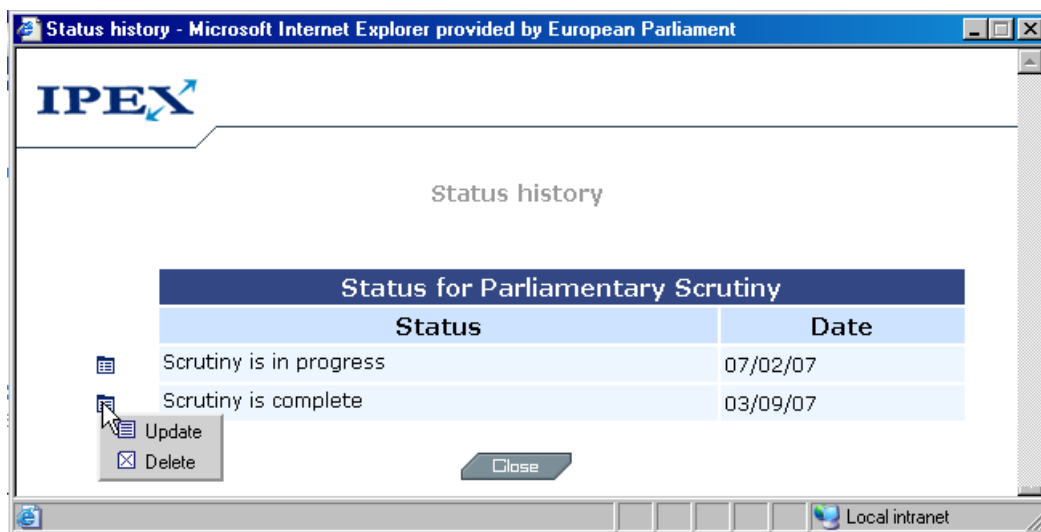 Status history - Microsoft Internet Explorer provided by European Parliament
IPEX
Status history
Status for Parliamentary Scrutiny
Status Date
Scrutiny is in progress 07/02/07
Scrutiny is complete 03/09/07
Update
Delete
Close
Local intranet